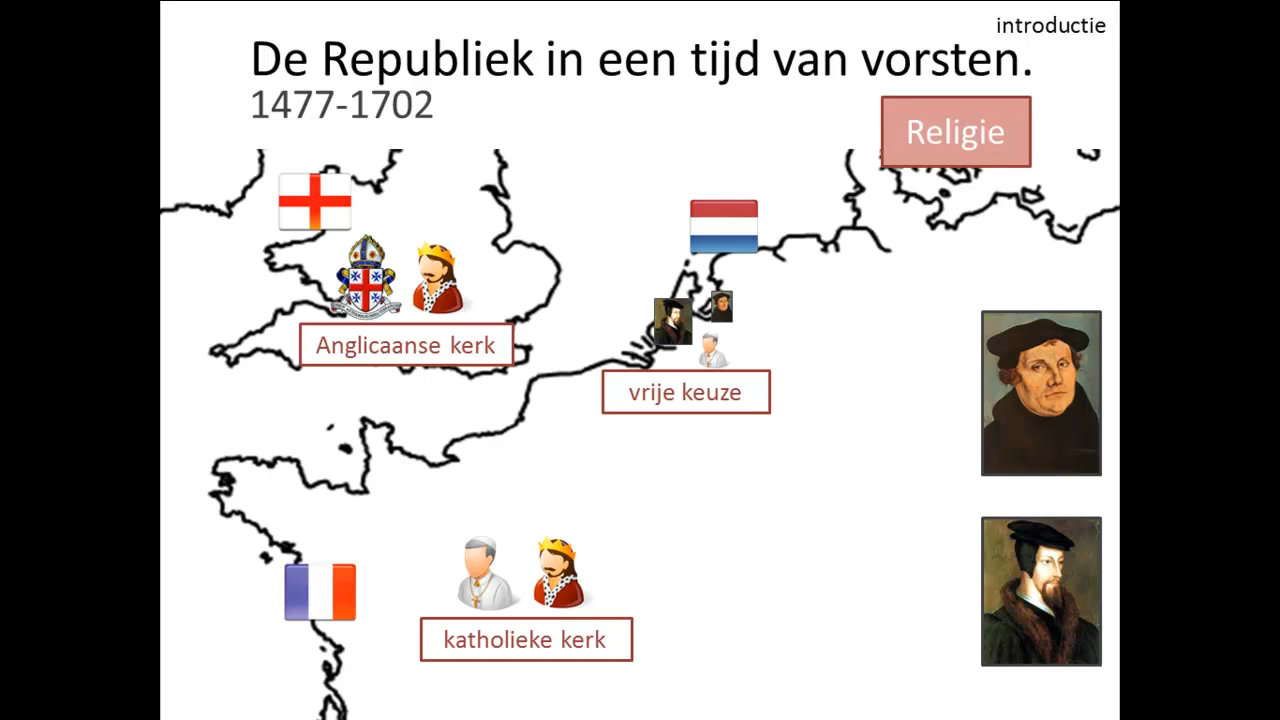 introductie
De Republiek in een tijd van vorsten.
1477-1702
Religie
Anglicaanse kerk
vrije keuze
katholieke kerk